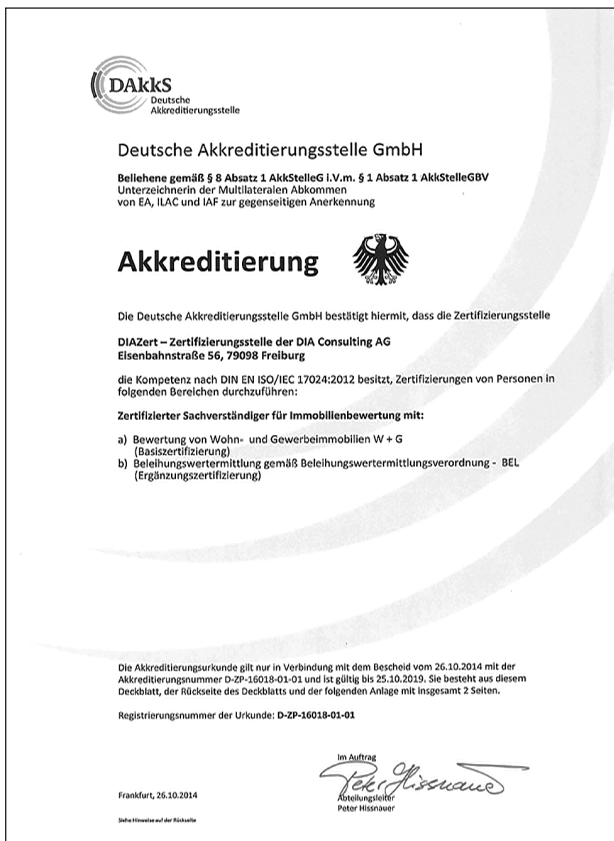 DAkkS
Deutsche
Akkreditierungsstelle
Deutsche Akkreditierungsstelle GmbH
Beliehene gemäß § 8 Absatz 1 AkkStelleG i.V.m. § 1 Absatz 1 AkkStelleGBV
Unterzeichnerin der Multilateralen Abkommen
von EA, ILAC und IAF zur gegenseitigen Anerkennung
Akkreditierung
Die Deutsche Akkreditierungsstelle GmbH bestätigt hiermit, dass die Zertifizierungsstelle
DIAZert – Zertifizierungsstelle der DIA Consulting AG
Eisenbahnstraße 56, 79098 Freiburg
die Kompetenz nach DIN EN ISO/IEC 17024:2012 besitzt, Zertifizierungen von Personen in
folgenden Bereichen durchzuführen:
Zertifizierter Sachverständiger für Immobilienbewertung mit:
a) Bewertung von Wohn- und Gewerbeimmobilien W + G
(Basiszertifizierung)
b) Beleihungswertermittlung gemäß Beleihungswertermittlungsverordnung - BEL
(Ergänzungszertifizierung)
Die Akkreditierungsurkunde gilt nur in Verbindung mit dem Bescheid vom 26.10.2014 mit der
Akkreditierungsnummer D-ZP-16018-01-01 und ist gültig bis 25.10.2019. Sie besteht aus diesem
Deckblatt, der Rückseite des Deckblatts und der folgenden Anlage mit insgesamt 2 Seiten.
Registrierungsnummer der Urkunde: D-ZP-16018-01-01
Im Auftrag
Peter Hissnauer
Frankfurt, 26.10.2014
Abteilungsleiter
Peter Hissnauer
Siehe Hinweise auf der Rückseite